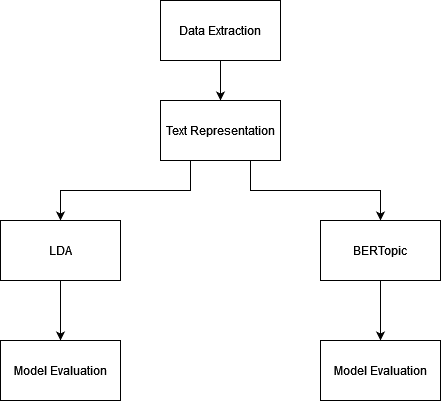 Data Extraction
Text Representation
LDA
BERTopic
Model Evaluation
Model Evaluation